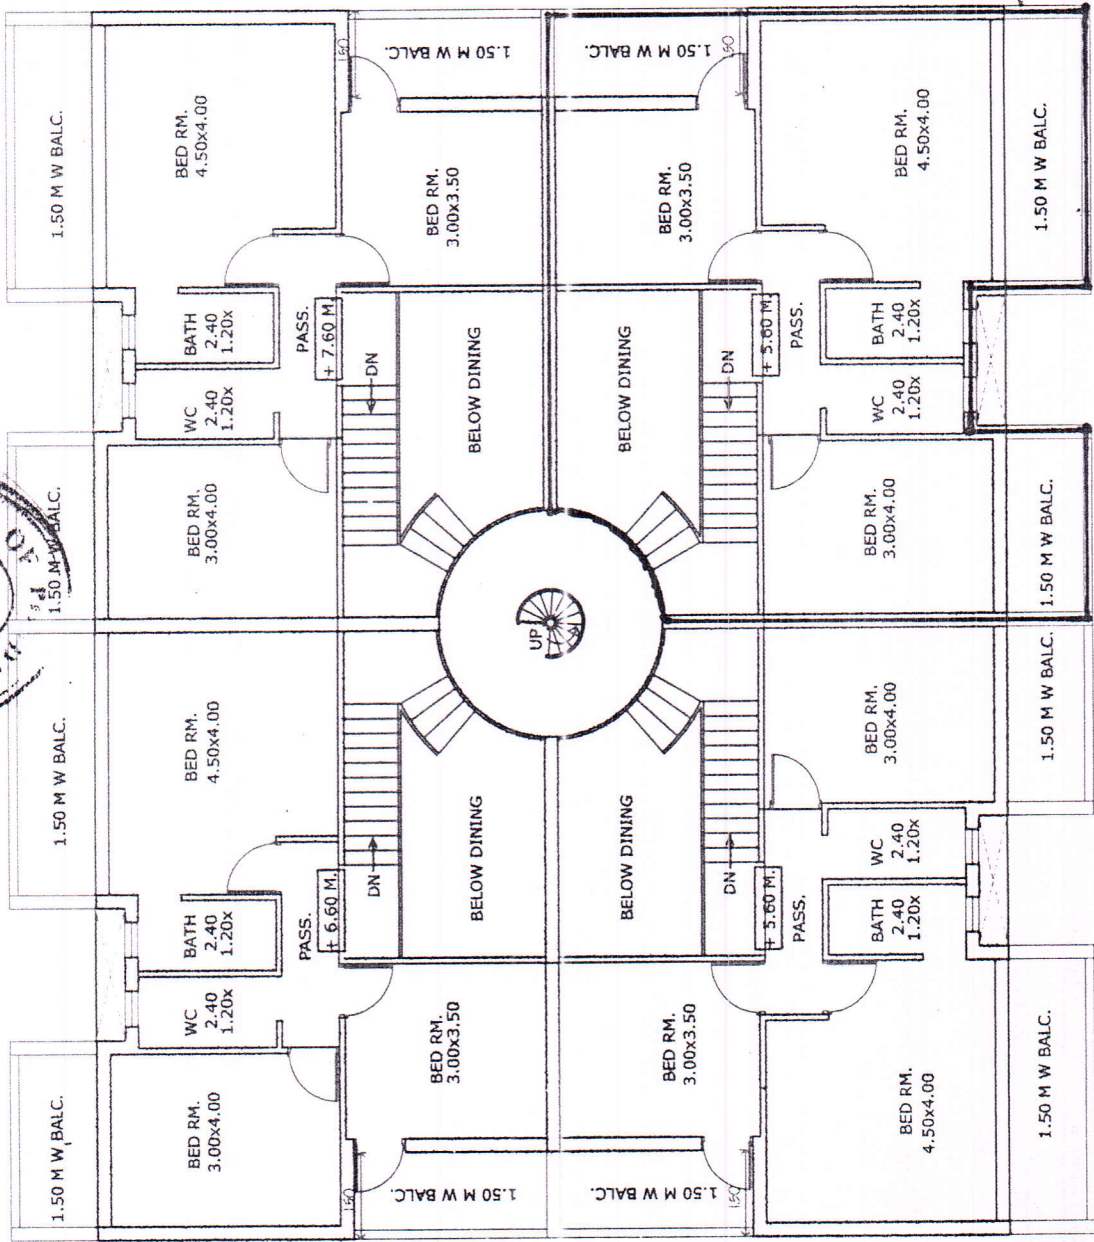 1.50 M W BALC.
1.50 M W BALC.
1.50 M W BALC.
1.50 M W BALC.
BED RM.
3.00x4.00
WC
2.40
1.20x
BATH
2.40
1.20x
BED RM.
4.50x4.00
BED RM.
3.00x4.00
WC
2.40
1.20x
BATH
2.40
1.20x
BED RM.
4.50x4.00
PASS.
+ 6.60 M.
PASS.
+ 7.60 M.
1.50
1.50 M W BALC.
BED RM.
3.00x3.50
DN
BELOW DINING
DN
BELOW DINING
BED RM.
3.00x3.50
1.50
1.50 M W BALC.
UP
1.50
1.50 M W BALC.
BED RM.
3.00x3.50
BELOW DINING
DN
BELOW DINING
DN
BED RM.
3.00x3.50
1.50
1.50 M W BALC.
+ 5.60 M.
PASS.
+ 5.60 M.
PASS.
BED RM.
4.50x4.00
BATH
2.40
1.20x
WC
2.40
1.20x
BED RM.
3.00x4.00
BED RM.
3.00x4.00
WC
2.40
1.20x
BATH
2.40
1.20x
BED RM.
4.50x4.00
1.50 M W BALC.
1.50 M W BALC.
1.50 M W BALC.
1.50 M W BALC.